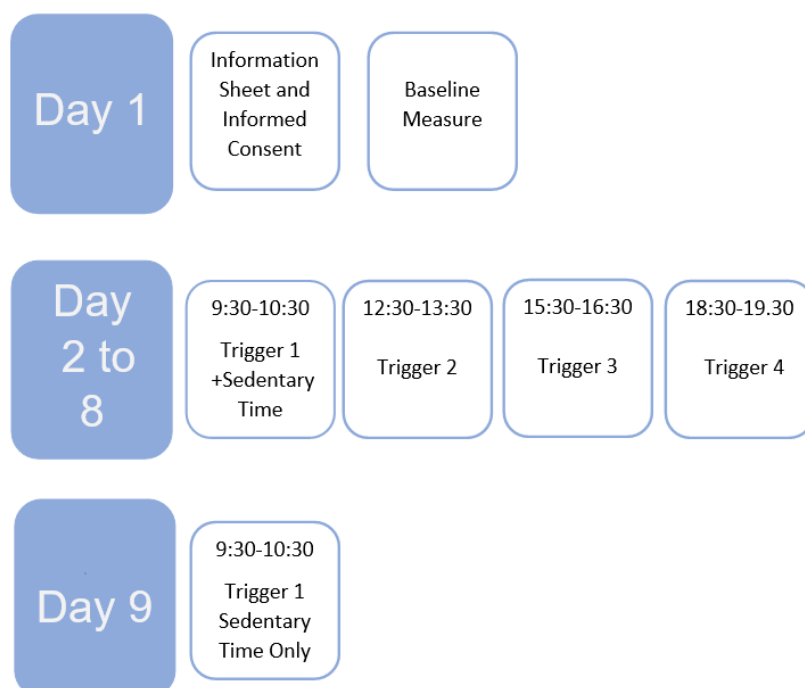 Day 1
Information
Sheet and
Informed
Consent
Baseline
Measure
Day
2 to
8
9:30-10:30
Trigger 1
+Sedentary
Time
12:30-13:30
Trigger 2
15:30-16:30
Trigger 3
18:30-19.30
Trigger 4
Day 9
9:30-10:30
Trigger 1
Sedentary
Time Only